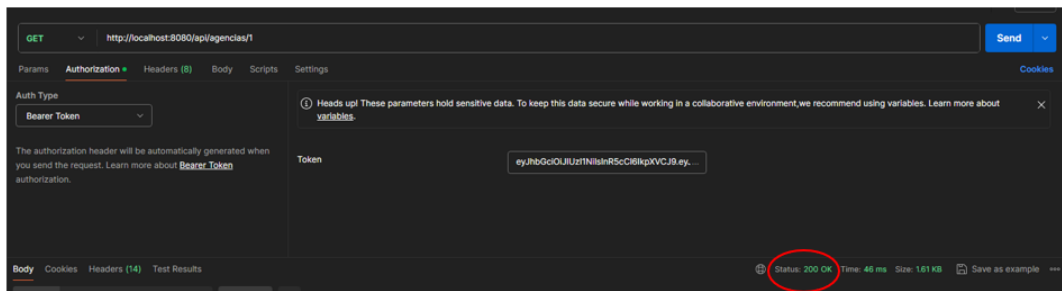 GET http://localhost:8080/api/agencias/1 Send
Params Authorization Headers (8) Body Scripts Settings Cookies
Auth Type
Bearer Token
Heads up! These parameters hold sensitive data. To keep this data secure while working in a collaborative environment,we recommend using variables. Learn more about
variables.
The authorization header will be automatically generated when
you send the request. Learn more about Bearer Token
authorization.
Token
Body Cookies Headers (14) Test Results Status: 200 OK Time: 46 ms Size: 1.61 KB Save as example